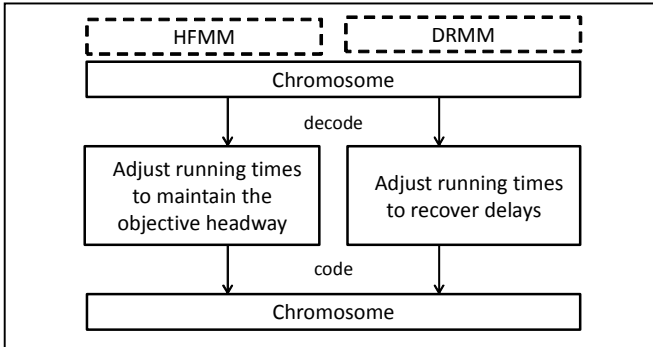 HFMM
DRMM
Chromosome
decode
Adjust running times
to maintain the
objective headway
Adjust running times
to recover delays
code
Chromosome